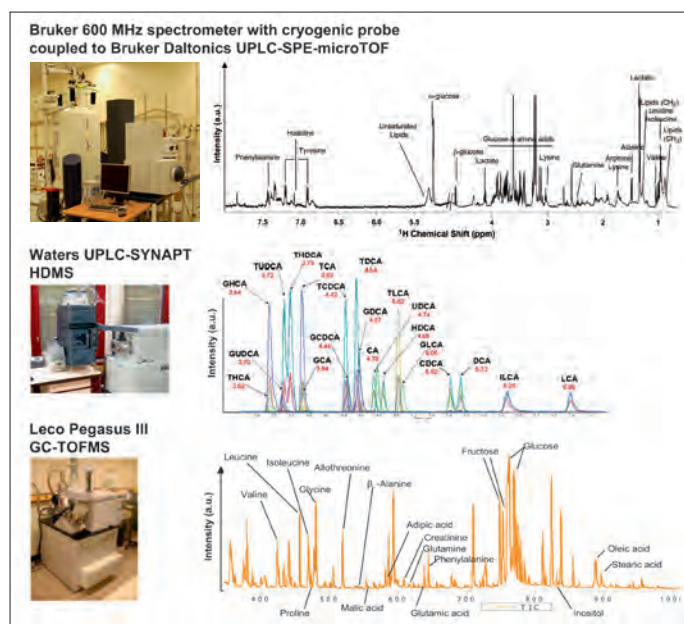 Bruker 600 MHz spectrometer with cryogenic probe
coupled to Bruker Daltonics UPLC-SPE-microTOF
Intensity (a.u.)
Phenylalanine
Histidine
Tyrosine
Unsaturated
Lipids
α-glucose
β-glucose
Lactate
Glucose & amino acids
Lysine
Glutamine
Arginine
Lysine
Alanine
Lactate
Valine
Lipids (CH₂)
Leucine
Isoleucine
Lipids
(CH₃)
7.5 7.0 5.5 4 3 2 1
¹H Chemical Shift (ppm)
Waters UPLC-SYNAPT
HDMS
Intensity (a.u.)
GHCA
TUDCA
THDCA
TCA
TCDCA
TDCA
GUDCA
THCA
GCA
GCDCA
GDCA
CA
TLCA
UDCA
HDCA
GLCA
CDCA
DCA
ILCA
LCA
Leco Pegasus III
GC-TOFMS
Intensity (a.u.)
Valine
Leucine
Isoleucine
Glycine
Proline
Allothreonine
Malic acid
β -Alanine
Adipic acid
Creatinine
Glutamine
Phenylalanine
Glutamic acid
Fructose
Glucose
Inositol
Oleic acid
Stearic acid
TIC
400 500 600 700 800 900